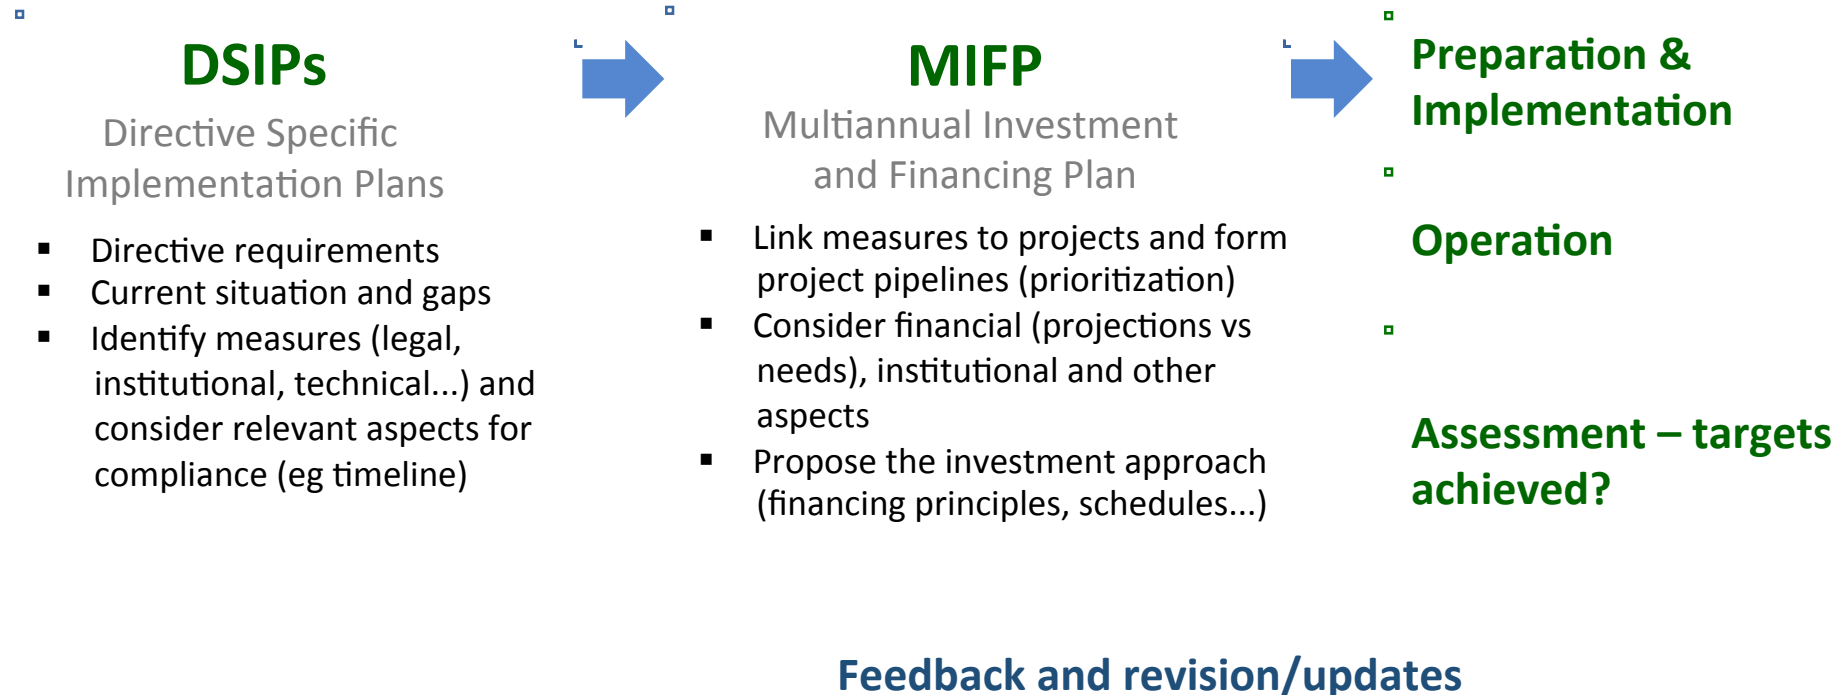 DSIPs
Directive Specific
Implementation Plans
▪ Directive requirements
▪ Current situation and gaps
▪ Identify measures (legal,
institutional, technical...) and
consider relevant aspects for
compliance (eg timeline)
MIFP
Multiannual Investment
and Financing Plan
▪ Link measures to projects and form
project pipelines (prioritization)
▪ Consider financial (projections vs
needs), institutional and other
aspects
▪ Propose the investment approach
(financing principles, schedules...)
Preparation &
Implementation
Operation
Assessment – targets
achieved?
Feedback and revision/updates